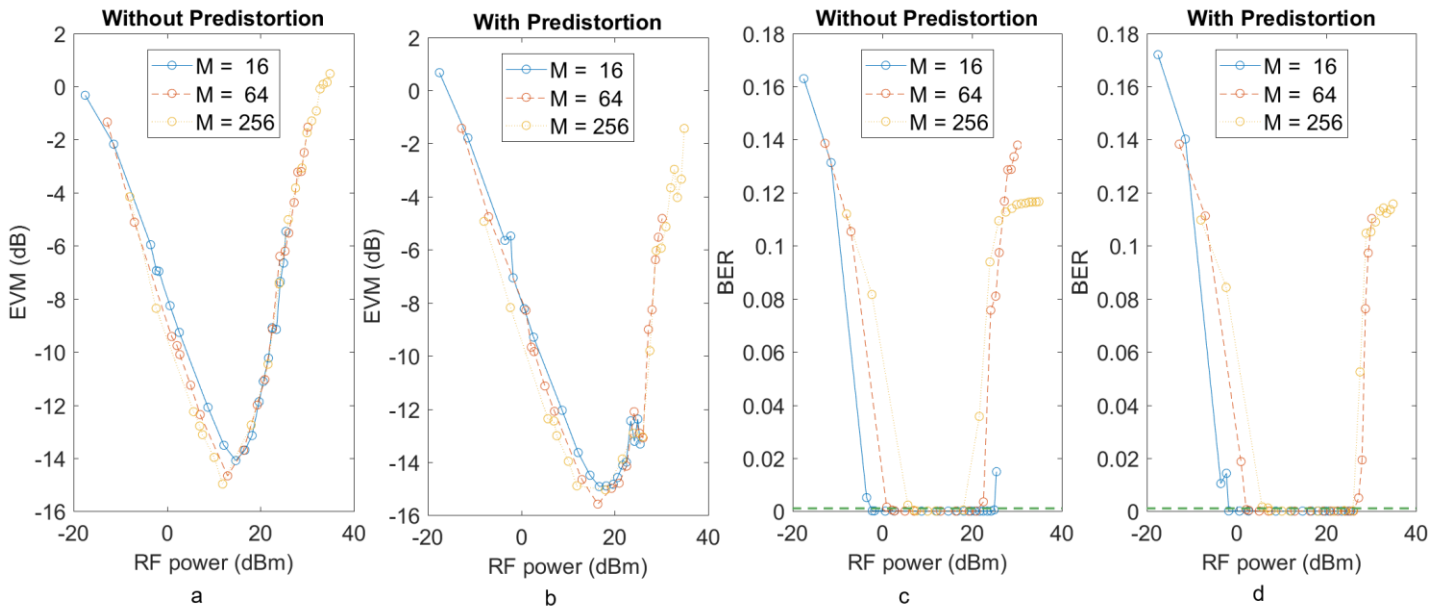 Without Predistortion
2
0
-2
-4
-6
-8
-10
-12
-14
-16
EVM (dB)
M = 16
M = 64
M = 256
-20
0
20
40
RF power (dBm)
a
With Predistortion
2
0
-2
-4
-6
-8
-10
-12
-14
-16
EVM (dB)
M = 16
M = 64
M = 256
-20
0
20
40
RF power (dBm)
b
Without Predistortion
0.18
0.16
0.14
0.12
0.1
0.08
0.06
0.04
0.02
0
BER
M = 16
M = 64
M = 256
-20
0
20
40
RF power (dBm)
c
With Predistortion
0.18
0.16
0.14
0.12
0.1
0.08
0.06
0.04
0.02
0
BER
M = 16
M = 64
M = 256
-20
0
20
40
RF power (dBm)
d